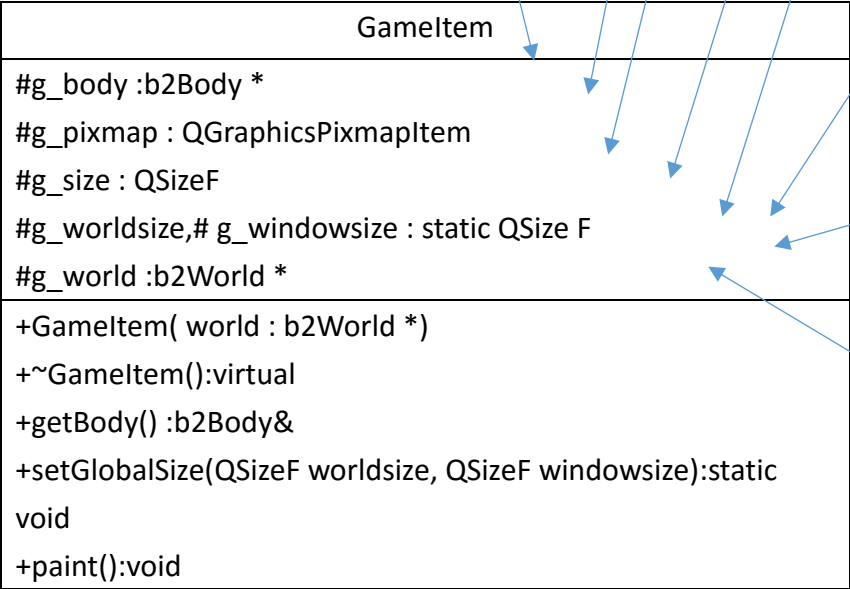 GameItem
#g_body :b2Body *
#g_pixmap : QGraphicsPixmapItem
#g_size : QSizeF
#g_worldsize,# g_windowsize : static QSize F
#g_world :b2World *
+GameItem( world : b2World *)
+~GameItem():virtual
+getBody() :b2Body&
+setGlobalSize(QSizeF worldsize, QSizeF windowsize):static
void
+paint():void